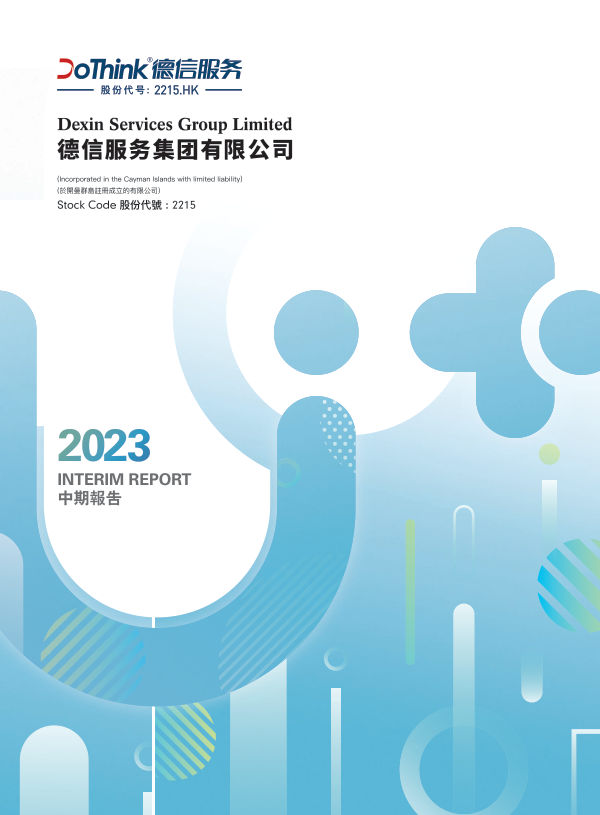 DoThink®德信服务
股份代号: 2215.HK
Dexin Services Group Limited
德信服务集团有限公司
(Incorporated in the Cayman Islands with limited liability)
(於開曼群島註冊成立的有限公司)
Stock Code 股份代號 : 2215
2023
INTERIM REPORT
中期報告